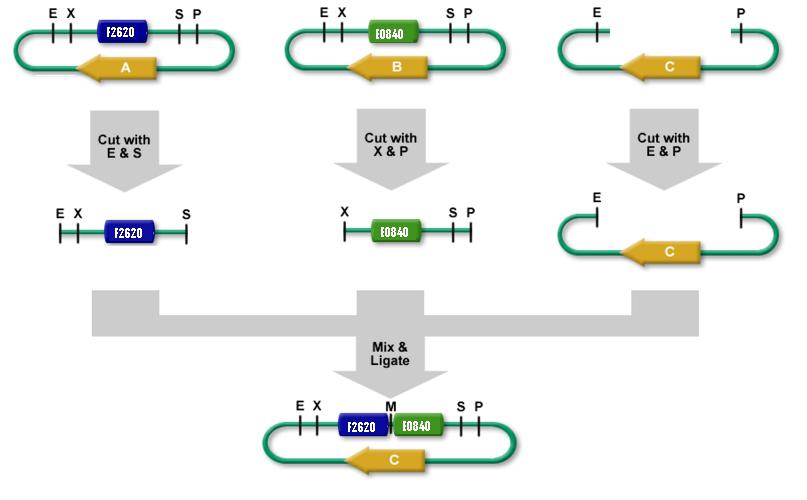 E X S P
F2620
A
E X S P
E0840
B
E P
C
Cut with
E & S
Cut with
X & P
Cut with
E & P
E X S
F2620
X S P
E0840
E P
C
Mix &
Ligate
E X M S P
F2620 E0840
C